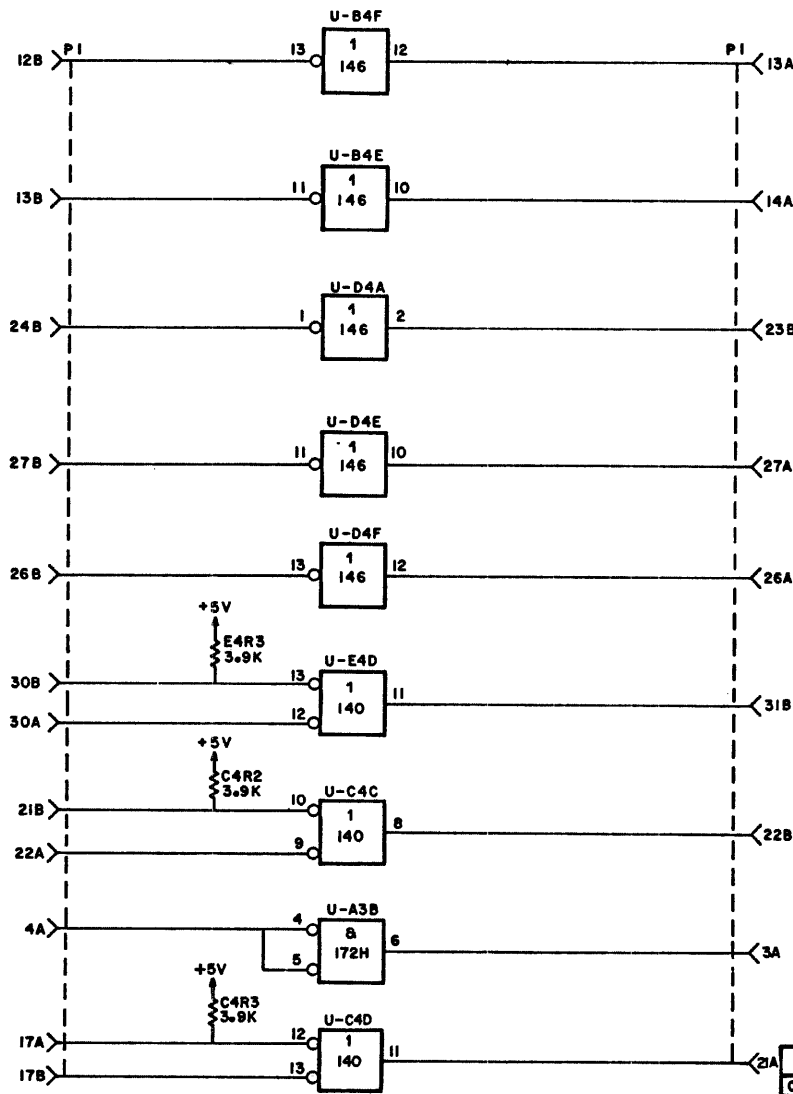 U-B4F
12B P1 13 1 146 12 P1 13A
U-B4E
13B 11 1 146 10 14A
U-D4A
24B 1 1 146 2 23B
U-D4E
27B 11 1 146 10 27A
U-D4F
26B 13 1 146 12 26A
+5V
E4R3
3.9K
U-E4D
30B 13 1 140 11 31B
30A 12
+5V
C4R2
3.9K
U-C4C
21B 10 1 140 8 22B
22A 9
U-A3B
4A 4 & 172H 6 3A
5
+5V
C4R3
3.9K
U-C4D
17A 12 1 140 11 21A
17B 13